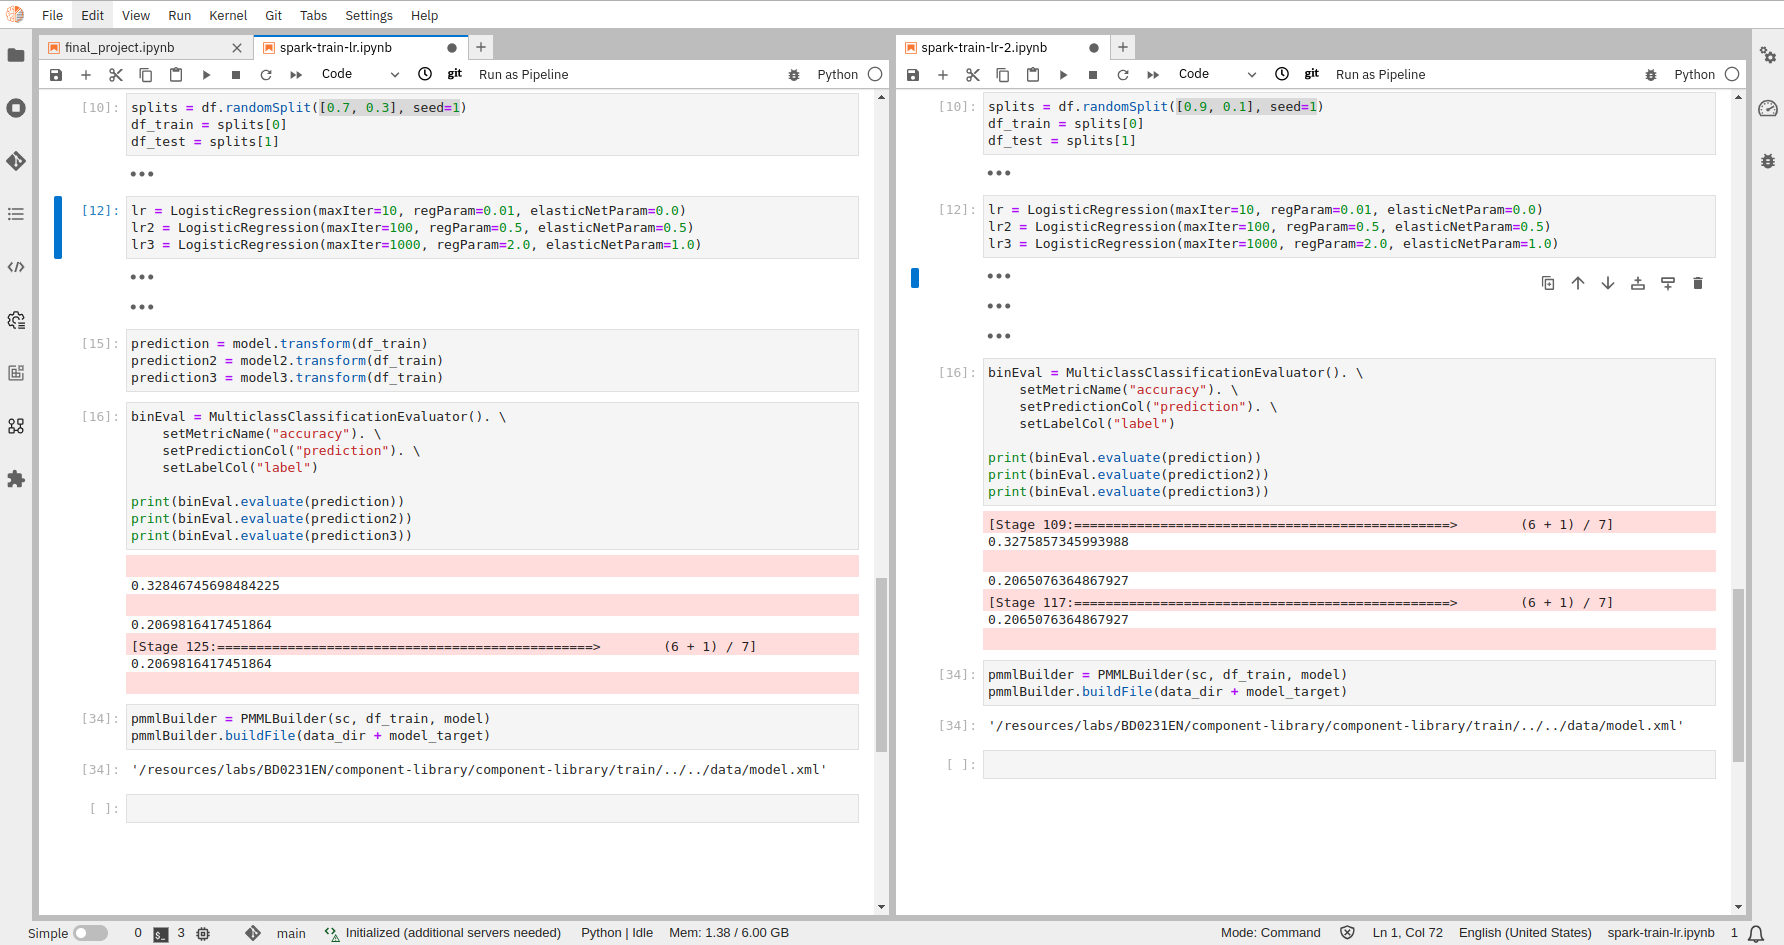 File Edit View Run Kernel Git Tabs Settings Help
final_project.ipynb
spark-train-lr.ipynb
Code
git
Run as Pipeline
Python
[10]: splits = df.randomSplit([0.7, 0.3], seed=1)
df_train = splits[0]
df_test = splits[1]
[12]: lr = LogisticRegression(maxIter=10, regParam=0.01, elasticNetParam=0.0)
lr2 = LogisticRegression(maxIter=100, regParam=0.5, elasticNetParam=0.5)
lr3 = LogisticRegression(maxIter=1000, regParam=2.0, elasticNetParam=1.0)
[15]: prediction = model.transform(df_train)
prediction2 = model2.transform(df_train)
prediction3 = model3.transform(df_train)
[16]: binEval = MulticlassClassificationEvaluator(). \
setMetricName("accuracy"). \
setPredictionCol("prediction"). \
setLabelCol("label")
print(binEval.evaluate(prediction))
print(binEval.evaluate(prediction2))
print(binEval.evaluate(prediction3))
0.32846745698484225
0.2069816417451864
[Stage 125:================================================> (6 + 1) / 7]
0.2069816417451864
[34]: pmmlBuilder = PMMLBuilder(sc, df_train, model)
pmmlBuilder.buildFile(data_dir + model_target)
[34]: '/resources/labs/BD0231EN/component-library/component-library/train/../../data/model.xml'
[ ]:
spark-train-lr-2.ipynb
Code
git
Run as Pipeline
Python
[10]: splits = df.randomSplit([0.9, 0.1], seed=1)
df_train = splits[0]
df_test = splits[1]
[12]: lr = LogisticRegression(maxIter=10, regParam=0.01, elasticNetParam=0.0)
lr2 = LogisticRegression(maxIter=100, regParam=0.5, elasticNetParam=0.5)
lr3 = LogisticRegression(maxIter=1000, regParam=2.0, elasticNetParam=1.0)
[16]: binEval = MulticlassClassificationEvaluator(). \
setMetricName("accuracy"). \
setPredictionCol("prediction"). \
setLabelCol("label")
print(binEval.evaluate(prediction))
print(binEval.evaluate(prediction2))
print(binEval.evaluate(prediction3))
[Stage 109:================================================> (6 + 1) / 7]
0.3275857345993988
0.2065076364867927
[Stage 117:================================================> (6 + 1) / 7]
0.2065076364867927
[34]: pmmlBuilder = PMMLBuilder(sc, df_train, model)
pmmlBuilder.buildFile(data_dir + model_target)
[34]: '/resources/labs/BD0231EN/component-library/component-library/train/../../data/model.xml'
[ ]:
Simple 0 $_ 3 main Initialized (additional servers needed) Python | Idle Mem: 1.38 / 6.00 GB Mode: Command Ln 1, Col 72 English (United States) spark-train-lr.ipynb 1